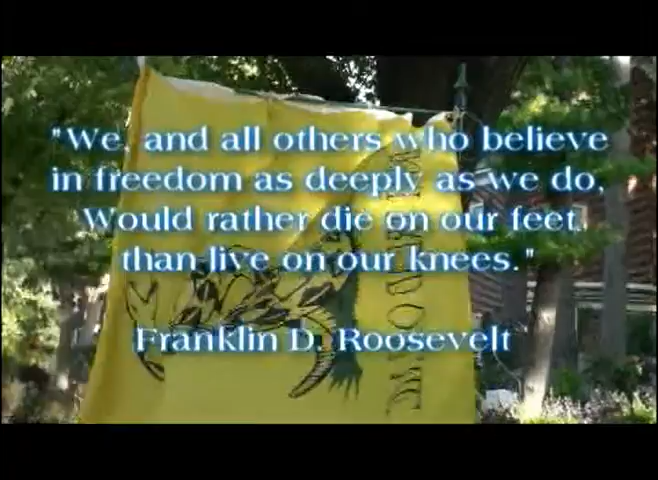 "We, and all others who believe
in freedom as deeply as we do,
Would rather die on our feet,
than live on our knees."
Franklin D. Roosevelt